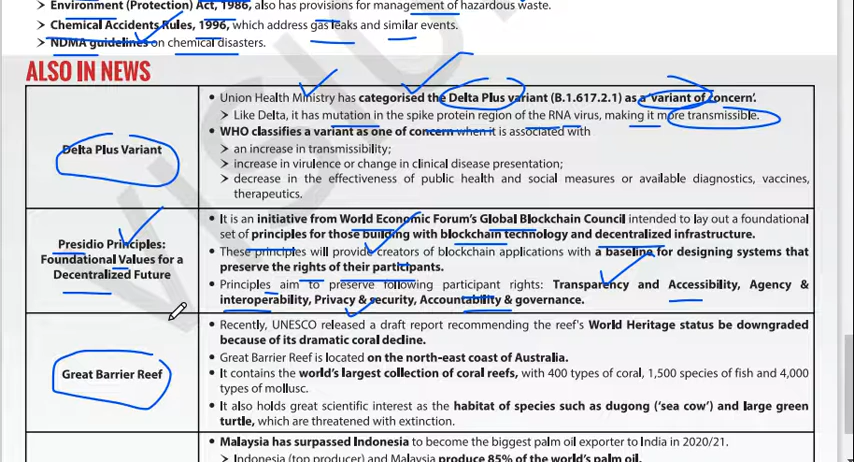 Environment (Protection) Act, 1986, also has provisions for management of hazardous waste.
➤ Chemical Accidents Rules, 1996, which address gas leaks and similar events.
➤ NDMA guidelines on chemical disasters.
ALSO IN NEWS
Delta Plus Variant
• Union Health Ministry has categorised the Delta Plus variant (B.1.617.2.1) as a 'variant of concern'.
➤ Like Delta, it has mutation in the spike protein region of the RNA virus, making it more transmissible.
• WHO classifies a variant as one of concern when it is associated with
➤ an increase in transmissibility;
➤ increase in virulence or change in clinical disease presentation;
➤ decrease in the effectiveness of public health and social measures or available diagnostics, vaccines,
therapeutics.
Presidio Principles:
Foundational Values for a
Decentralized Future
• It is an initiative from World Economic Forum's Global Blockchain Council intended to lay out a foundational
set of principles for those building with blockchain technology and decentralized infrastructure.
• These principles will provide creators of blockchain applications with a baseline for designing systems that
preserve the rights of their participants.
• Principles aim to preserve following participant rights: Transparency and Accessibility, Agency &
interoperability, Privacy & security, Accountability & governance.
Great Barrier Reef
• Recently, UNESCO released a draft report recommending the reef's World Heritage status be downgraded
because of its dramatic coral decline.
• Great Barrier Reef is located on the north-east coast of Australia.
• It contains the world's largest collection of coral reefs, with 400 types of coral, 1,500 species of fish and 4,000
types of mollusc.
• It also holds great scientific interest as the habitat of species such as dugong ('sea cow') and large green
turtle, which are threatened with extinction.
• Malaysia has surpassed Indonesia to become the biggest palm oil exporter to India in 2020/21.
➤ Indonesia (top producer) and Malaysia produce 85% of the world's palm oil.